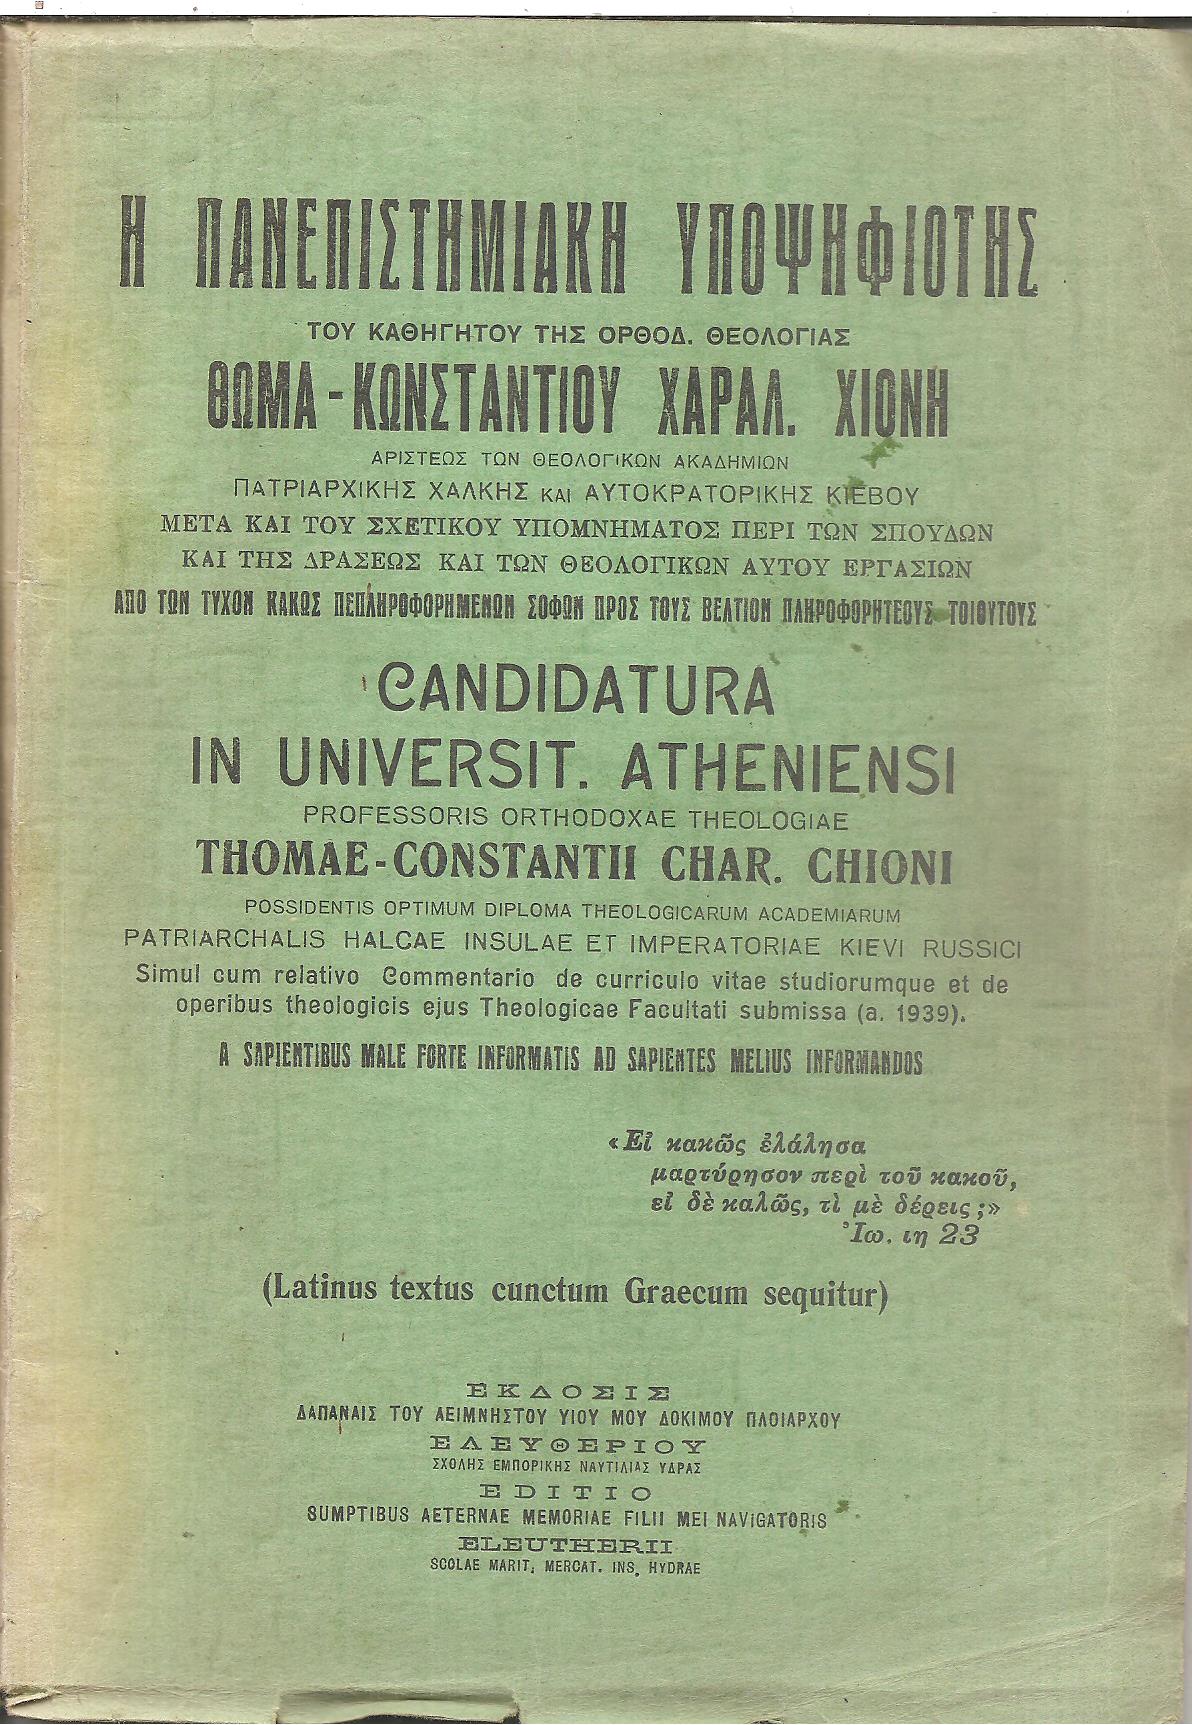 Η ΠΑΝΕΠΙΣΤΗΜΙΑΚΗ ΥΠΟΨΗΦΙΟΤΗΣ
ΤΟΥ ΚΑΘΗΓΗΤΟΥ ΤΗΣ ΟΡΘΟΔ. ΘΕΟΛΟΓΙΑΣ
ΘΩΜΑ - ΚΩΝΣΤΑΝΤΙΟΥ ΧΑΡΑΛ. ΧΙΟΝΗ
ΑΡΙΣΤΕΩΣ ΤΩΝ ΘΕΟΛΟΓΙΚΩΝ ΑΚΑΔΗΜΙΩΝ
ΠΑΤΡΙΑΡΧΙΚΗΣ ΧΑΛΚΗΣ ΚΑΙ ΑΥΤΟΚΡΑΤΟΡΙΚΗΣ ΚΙΕΒΟΥ
ΜΕΤΑ ΚΑΙ ΤΟΥ ΣΧΕΤΙΚΟΥ ΥΠΟΜΝΗΜΑΤΟΣ ΠΕΡΙ ΤΩΝ ΣΠΟΥΔΩΝ
ΚΑΙ ΤΗΣ ΔΡΑΣΕΩΣ ΚΑΙ ΤΩΝ ΘΕΟΛΟΓΙΚΩΝ ΑΥΤΟΥ ΕΡΓΑΣΙΩΝ
ΑΠΟ ΤΩΝ ΤΥΧΟΝ ΚΑΚΩΣ ΠΕΠΛΗΡΟΦΟΡΗΜΕΝΩΝ ΣΟΦΩΝ ΠΡΟΣ ΤΟΥΣ ΒΕΛΤΙΟΝ ΠΛΗΡΟΦΟΡΗΤΕΟΥΣ ΤΟΙΟΥΤΟΥΣ
CANDIDATURA
IN UNIVERSIT. ATHENIENSI
PROFESSORIS ORTHODOXAE THEOLOGIAE
THOMAE - CONSTANTII CHAR. CHIONI
POSSIDENTIS OPTIMUM DIPLOMA THEOLOGICARUM ACADEMIARUM
PATRIARCHALIS HALCAE INSULAE ET IMPERATORIAE KIEVI RUSSICI
Simul cum relativo Commentario de curriculo vitae studiorumque et de
operibus theologicis ejus Theologicae Facultati submissa (a. 1939).
A SAPIENTIBUS MALE FORTE INFORMATIS AD SAPIENTES MELIUS INFORMANDOS
«Εἰ κακῶς ἐλάλησα
μαρτύρησον περὶ τοῦ κακοῦ,
εἰ δὲ καλῶς, τὶ μὲ δέρεις ;»
Ἰω. ιη 23
(Latinus textus cunctum Graecum sequitur)
ΕΚΔΟΣΙΣ
ΔΑΠΑΝΑΙΣ ΤΟΥ ΑΕΙΜΝΗΣΤΟΥ ΥΙΟΥ ΜΟΥ ΔΟΚΙΜΟΥ ΠΛΟΙΑΡΧΟΥ
ΕΛΕΥΘΕΡΙΟΥ
ΣΧΟΛΗΣ ΕΜΠΟΡΙΚΗΣ ΝΑΥΤΙΛΙΑΣ ΥΔΡΑΣ
EDITIO
SUMPTIBUS AETERNAE MEMORIAE FILII MEI NAViGATORIS
ELEUTHERII
SCOLAE MARIT, MERCAT. INS, HYDRAE